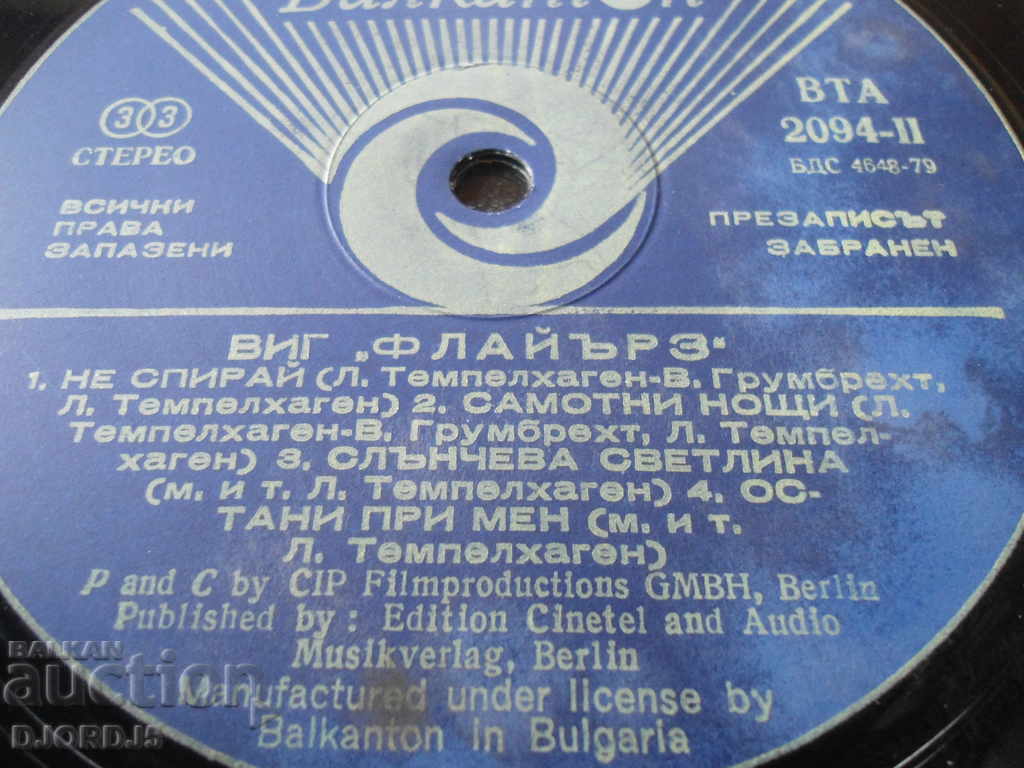 Балкантон
33
СТЕРЕО
ВСИЧКИ
ПРАВА
ЗАПАЗЕНИ
ВТА
2094-II
БДС 4648-79
ПРЕЗАПИСЪТ
ЗАБРАНЕН
ВИГ „ФЛАЙЪРЗ“
1. НЕ СПИРАЙ (Л. Темпелхаген-В. Грумбрехт,
Л. Темпелхаген) 2. САМОТНИ НОЩИ (Л.
Темпелхаген-В. Грумбрехт, Л. Темпел-
хаген) 3. СЛЪНЧЕВА СВЕТЛИНА
(м. и т. Л. Темпелхаген) 4. ОС-
ТАНИ ПРИ МЕН (м. и т.
Л. Темпелхаген)
P and C by CIP Filmproductions GMBH, Berlin
Published by: Edition Cinetel and Audio
Musikverlag, Berlin
Manufactured under license by
Balkanton in Bulgaria
BALKAN
auction
DJORDJ5